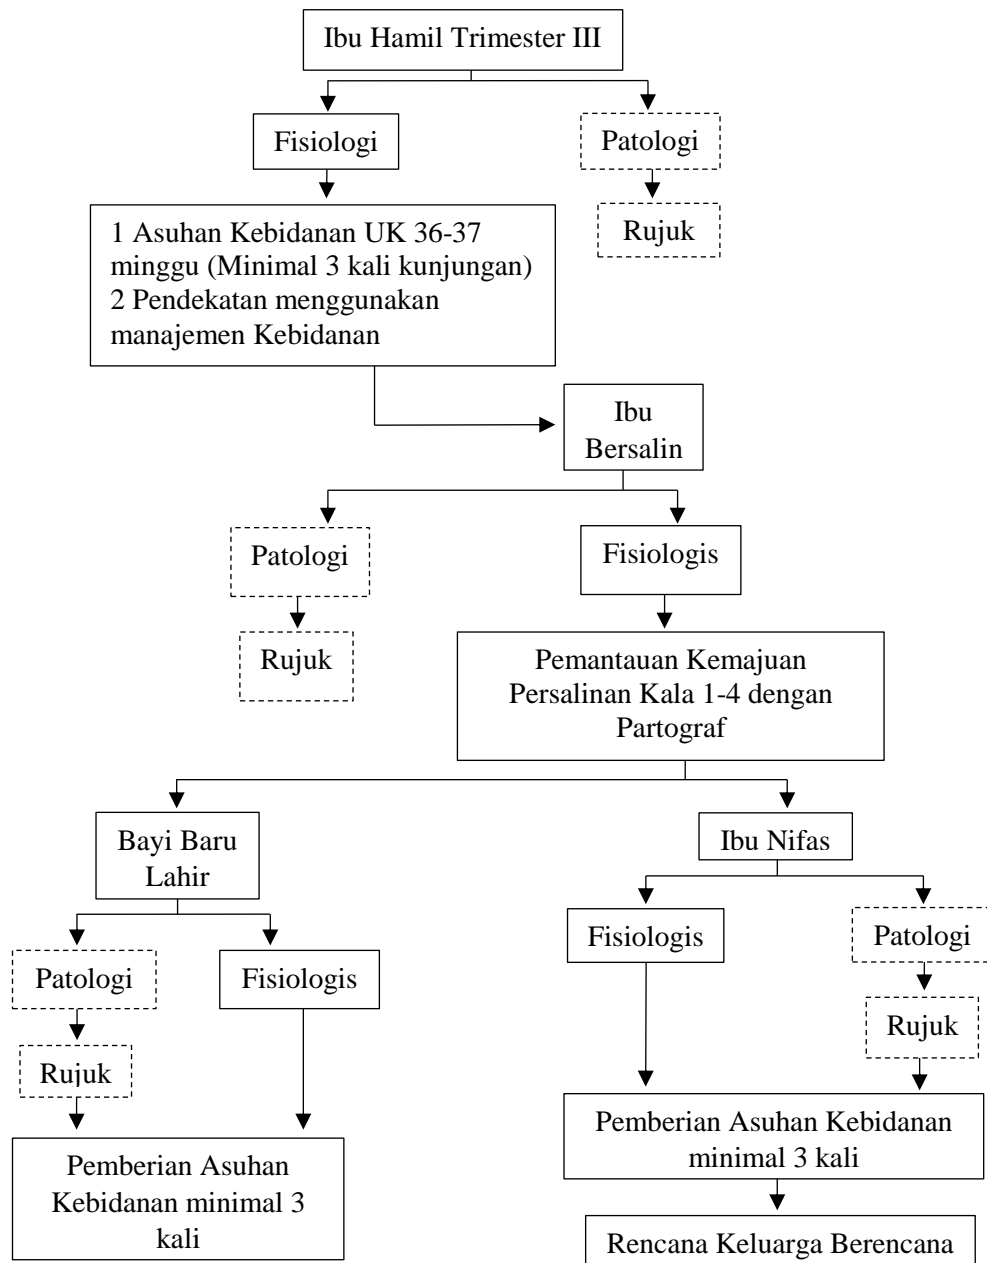 Ibu Hamil Trimester III
Fisiologi
Patologi
Rujuk
1 Asuhan Kebidanan UK 36-37
minggu (Minimal 3 kali kunjungan)
2 Pendekatan menggunakan
manajemen Kebidanan
Ibu
Bersalin
Patologi
Fisiologis
Rujuk
Pemantauan Kemajuan
Persalinan Kala 1-4 dengan
Partograf
Bayi Baru
Lahir
Ibu Nifas
Fisiologis
Patologi
Patologi
Fisiologis
Rujuk
Rujuk
Pemberian Asuhan Kebidanan
minimal 3 kali
Pemberian Asuhan
Kebidanan minimal 3
kali
Rencana Keluarga Berencana